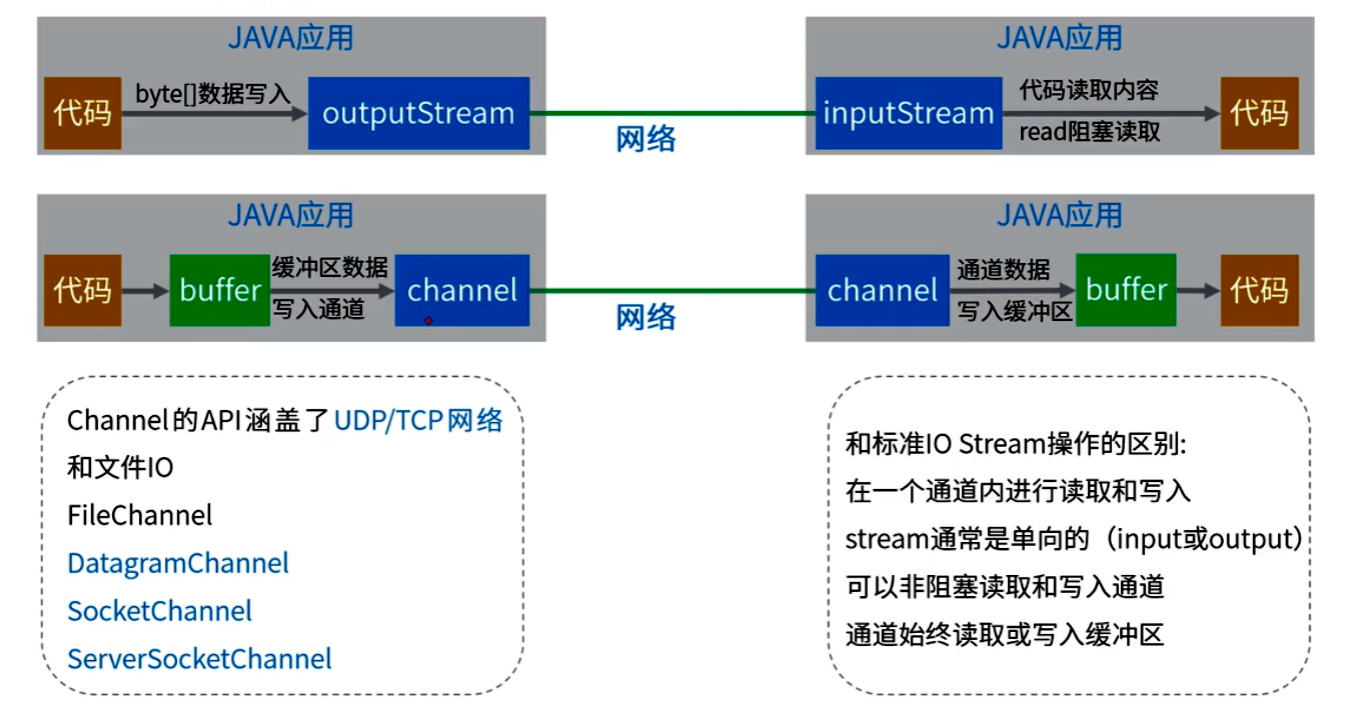 JAVA应用
代码
byte[]数据写入
outputStream
网络
JAVA应用
inputStream
代码读取内容
read阻塞读取
代码
JAVA应用
代码
buffer
缓冲区数据
写入通道
channel
网络
JAVA应用
channel
通道数据
写入缓冲区
buffer
代码
Channel的API涵盖了UDP/TCP网络
和文件IO
FileChannel
DatagramChannel
SocketChannel
ServerSocketChannel
和标准IO Stream操作的区别:
在一个通道内进行读取和写入
stream通常是单向的（input或output）
可以非阻塞读取和写入通道
通道始终读取或写入缓冲区